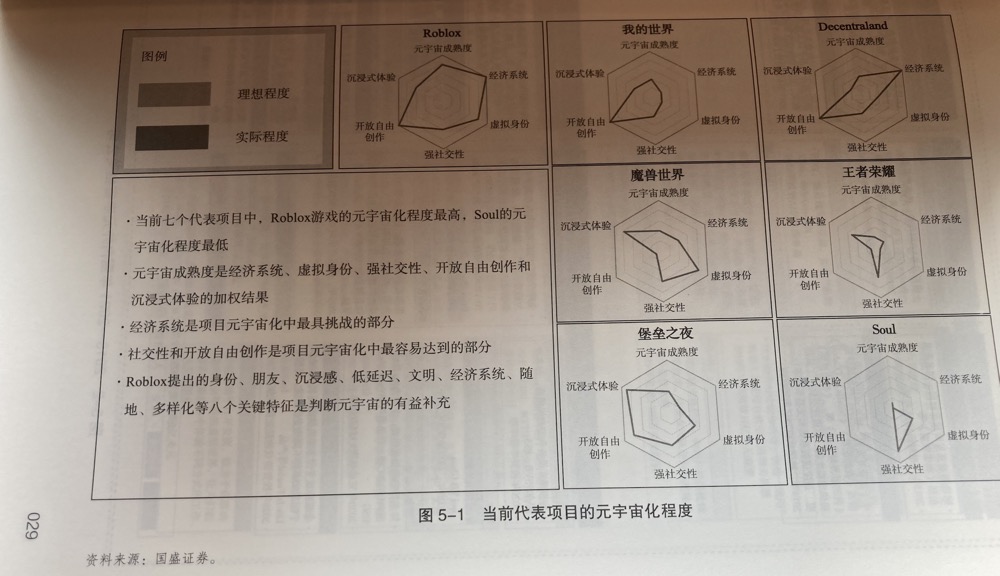 图例
理想程度
实际程度
Roblox
元宇宙成熟度
经济系统
虚拟身份
强社交性
开放自由
创作
沉浸式体验
我的世界
元宇宙成熟度
经济系统
虚拟身份
强社交性
开放自由
创作
沉浸式体验
Decentraland
元宇宙成熟度
经济系统
虚拟身份
强社交性
开放自由
创作
沉浸式体验
·当前七个代表项目中，Roblox游戏的元宇宙化程度最高，Soul的元
宇宙化程度最低
·元宇宙成熟度是经济系统、虚拟身份、强社交性、开放自由创作和
沉浸式体验的加权结果
·经济系统是项目元宇宙化中最具挑战的部分
·社交性和开放自由创作是项目元宇宙化中最容易达到的部分
·Roblox提出的身份、朋友、沉浸感、低延迟、文明、经济系统、随
地、多样化等八个关键特征是判断元宇宙的有益补充
魔兽世界
元宇宙成熟度
经济系统
虚拟身份
强社交性
开放自由
创作
沉浸式体验
王者荣耀
元宇宙成熟度
经济系统
虚拟身份
强社交性
开放自由
创作
沉浸式体验
堡垒之夜
元宇宙成熟度
经济系统
虚拟身份
强社交性
开放自由
创作
沉浸式体验
Soul
元宇宙成熟度
经济系统
虚拟身份
强社交性
开放自由
创作
沉浸式体验
图 5-1 当前代表项目的元宇宙化程度
资料来源：国盛证券。
029